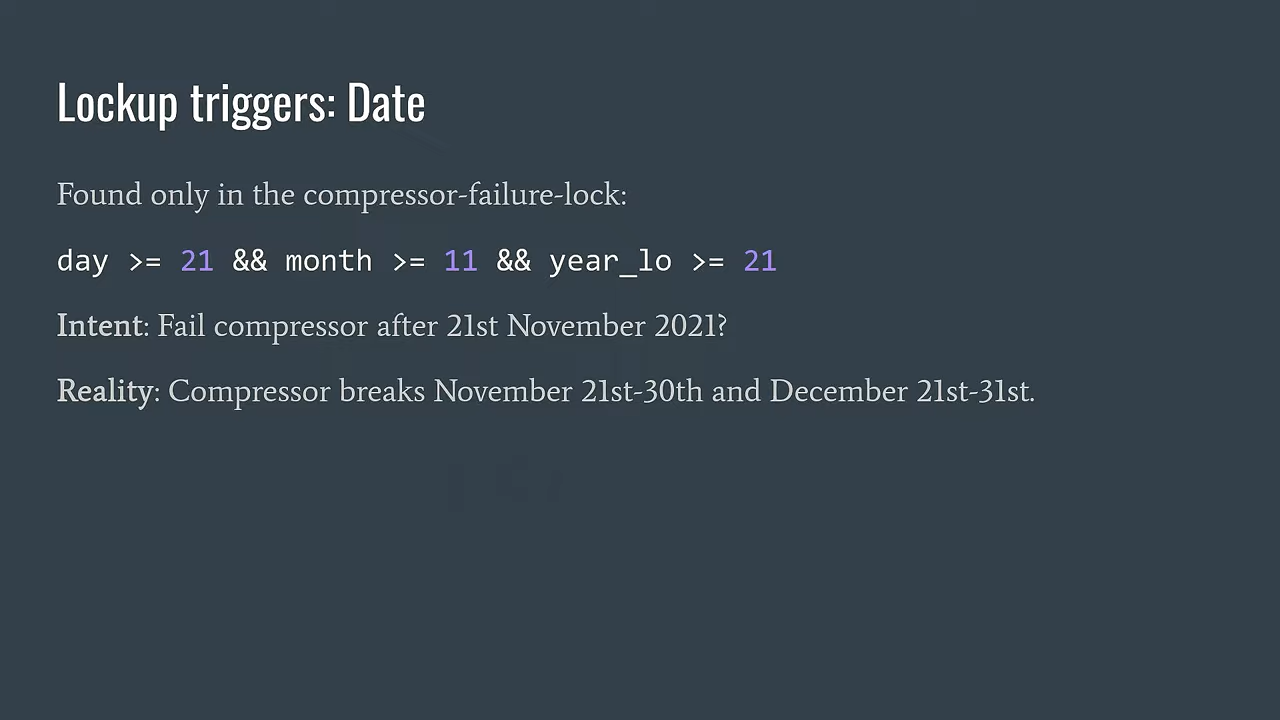 Lockup triggers: Date
Found only in the compressor-failure-lock:
day >= 21 && month >= 11 && year_lo >= 21
Intent: Fail compressor after 21st November 2021?
Reality: Compressor breaks November 21st-30th and December 21st-31st.